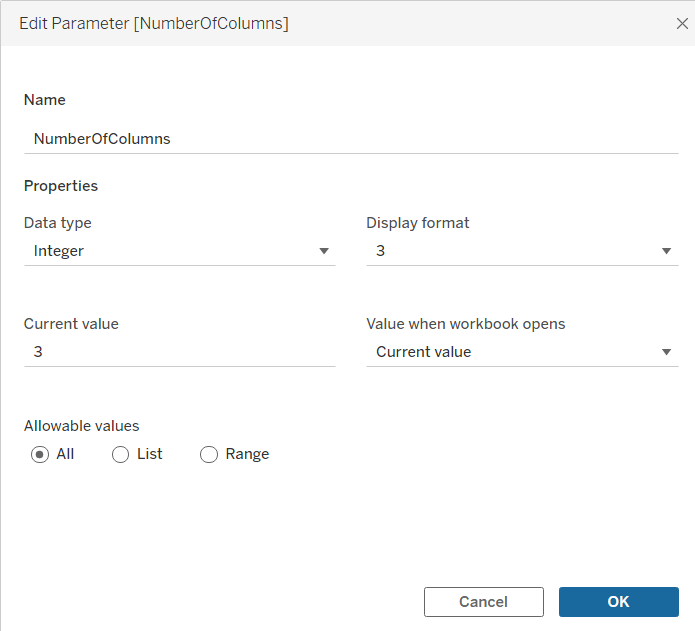 Edit Parameter [NumberOfColumns]
Name
NumberOfColumns
Properties
Data type
Display format
Integer
3
Current value
Value when workbook opens
3
Current value
Allowable values
All
List
Range
Cancel
OK